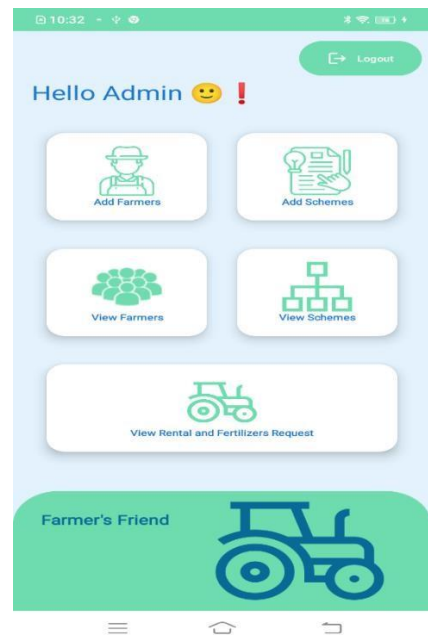 10:32
Logout
Hello Admin 🙂❗
Add Farmers
Add Schemes
View Farmers
View Schemes
View Rental and Fertilizers Request
Farmer's Friend